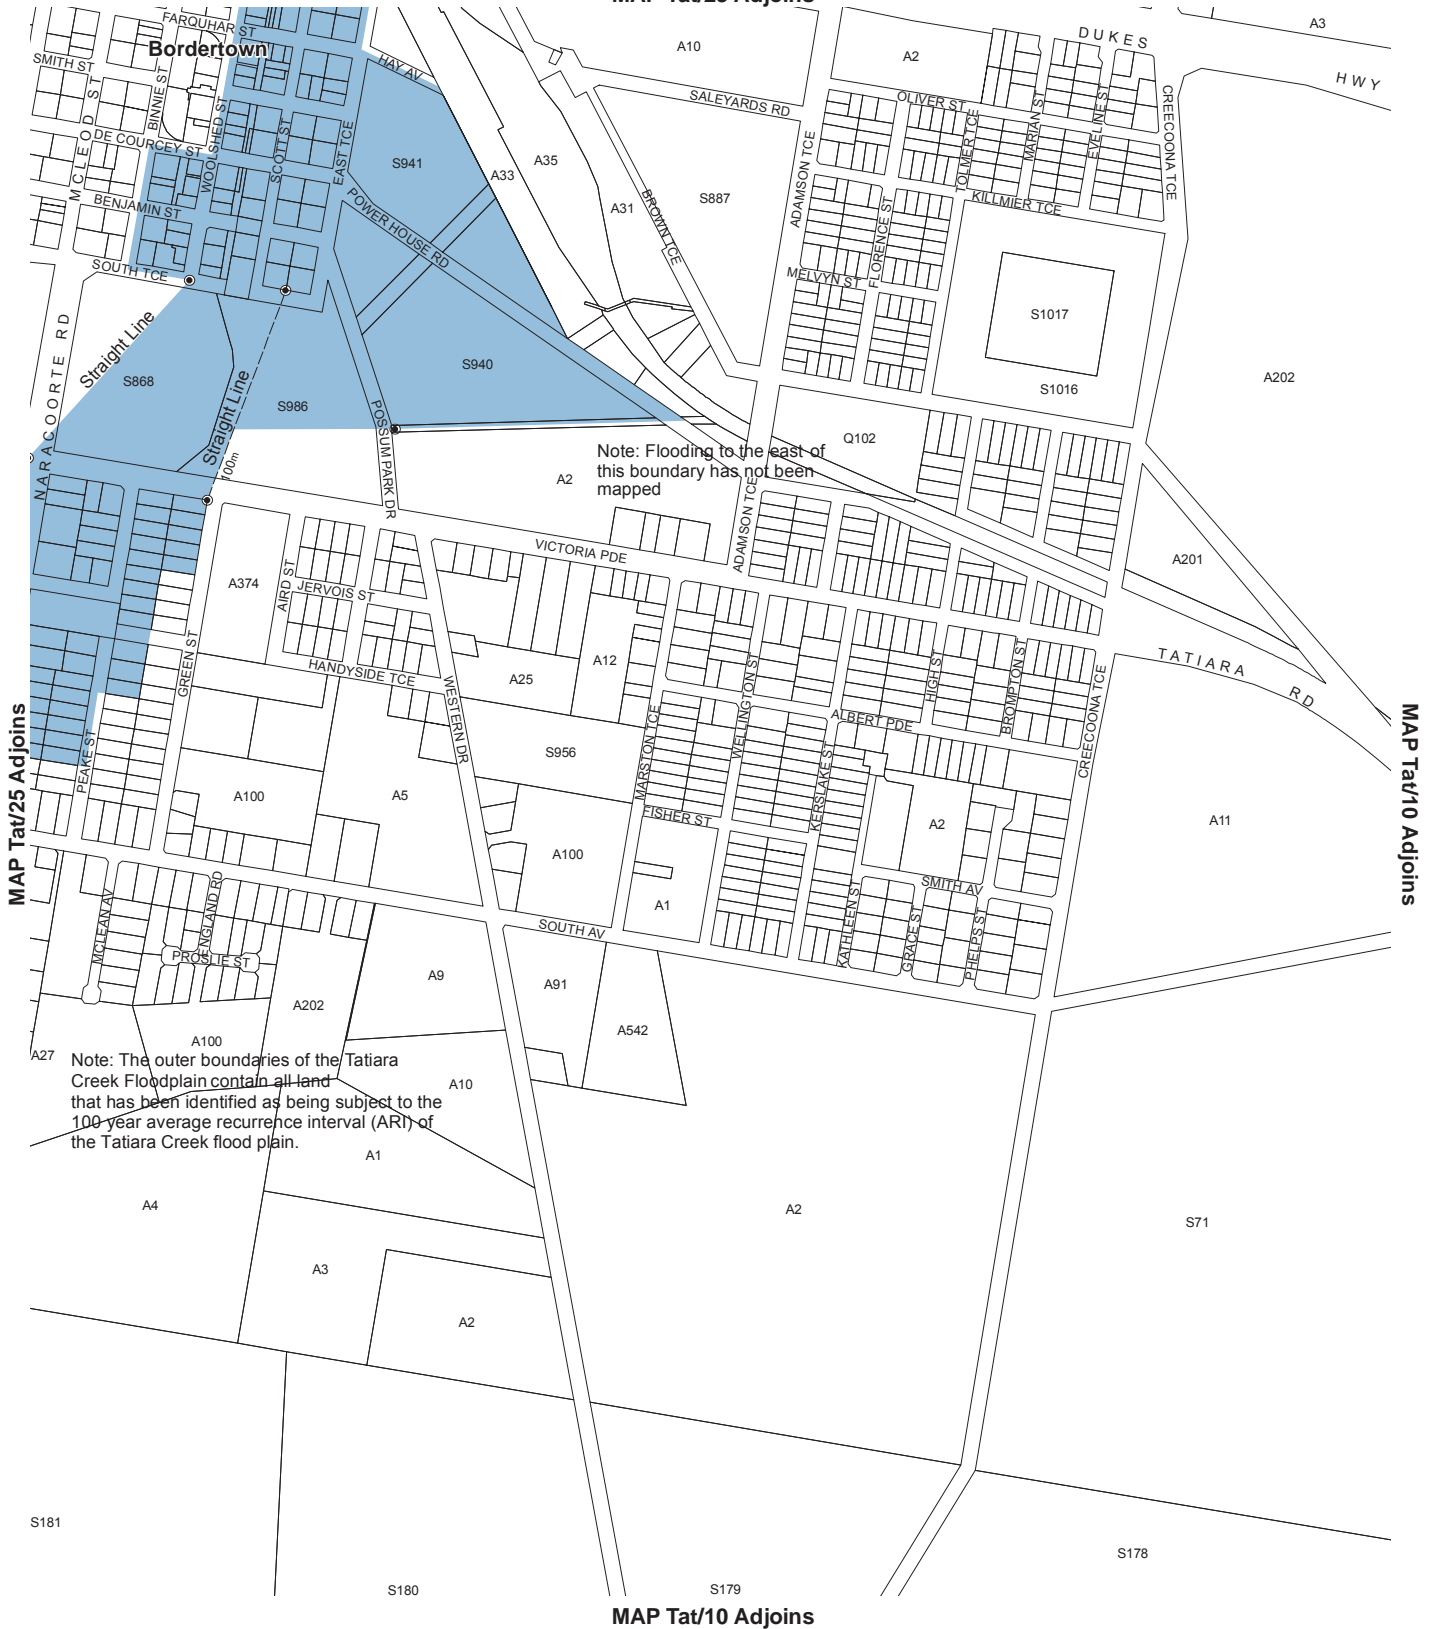 MAP Tat/25 Adjoins
FARQUHAR ST
Bordertown
SMITH ST
MCLEOD ST
BINNIE ST
WOOLSHED ST
SCOTT ST
EAST TCE
DE COURCEY ST
BENJAMIN ST
SOUTH TCE
HAY AV
S941
A33
A35
A31
POWER HOUSE RD
BROWN TCE
A10
SALEYARDS RD
S887
A2
DUKES
HWY
A3
OLIVER ST
ADAMSON TCE
TOLMER TCE
MARIAN ST
EVELINE ST
CREECOONA TCE
KILLMIER TCE
FLORENCE ST
MELVYN ST
S1017
S1016
A202
NARACOORTE RD
Straight Line
S868
Straight Line
100m
S986
S940
POSSUM PARK DR
Q102
Note: Flooding to the east of
this boundary has not been
mapped
A2
ADAMSON TCE
VICTORIA PDE
A201
TATIARA
RD
A374
AIRD ST
JERVOIS ST
GREEN ST
HANDYSIDE TCE
WESTERN DR
A25
A12
S956
MARSTON TCE
WELLINGTON ST
HIGH ST
BROMPTON ST
CREECOONA TCE
ALBERT PDE
KERSLAKE ST
FISHER ST
PEAKE ST
A100
A5
A100
A2
A11
A1
SMITH AV
KATHLEEN ST
GRACE ST
PHELPS ST
SOUTH AV
MCLEAN AV
ENGLAND RD
PROSLIE ST
A9
A91
A202
A542
A100
A27
A10
Note: The outer boundaries of the Tatiara
Creek Floodplain contain all land
that has been identified as being subject to the
100 year average recurrence interval (ARI) of
the Tatiara Creek flood plain.
A1
A4
A2
S71
A3
A2
S181
S180
S179
S178
MAP Tat/25 Adjoins
MAP Tat/10 Adjoins
MAP Tat/10 Adjoins